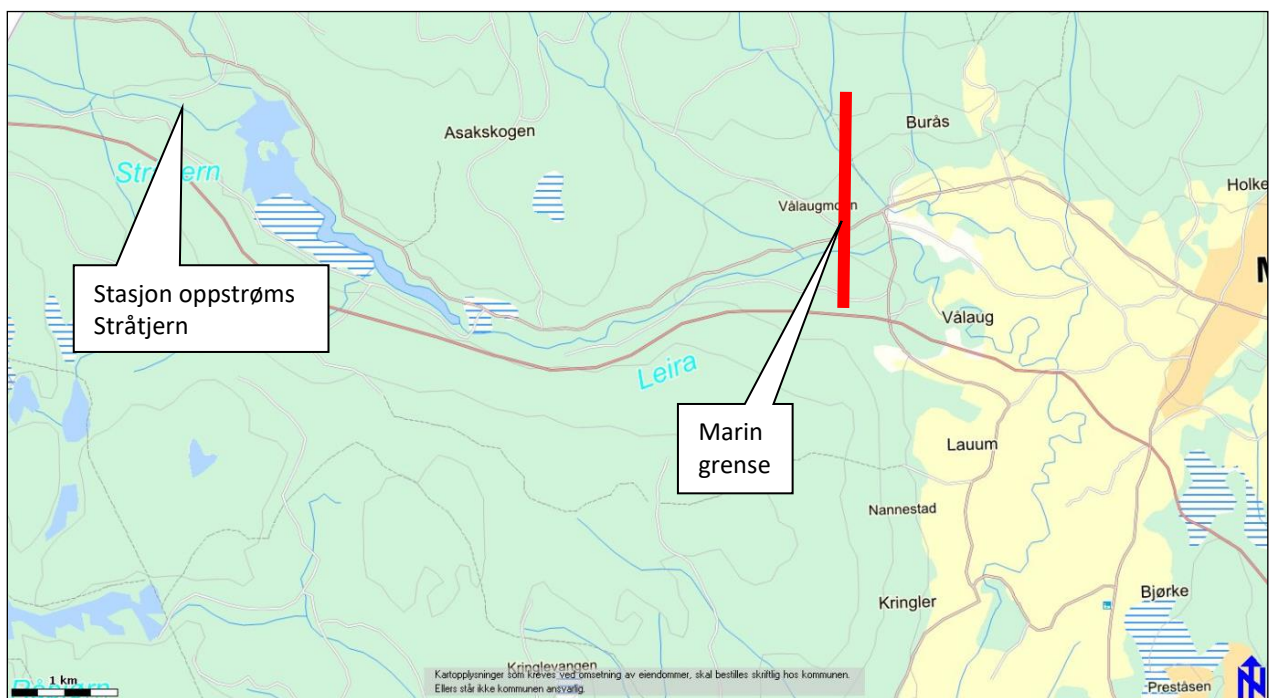 Asakskogen
Burås
Holke
Vålaugmoen
Stasjon oppstrøms
Stråtjern
Vålaug
Leira
Marin
grense
Lauum
Nannestad
Kringler
Bjørke
Kringlevangen
Kartopplysninger som kreves ved omsetning av eiendommer, skal bestilles skriftlig hos kommunen.
Ellers står ikke kommunen ansvarlig.
1 km
Preståsen
N